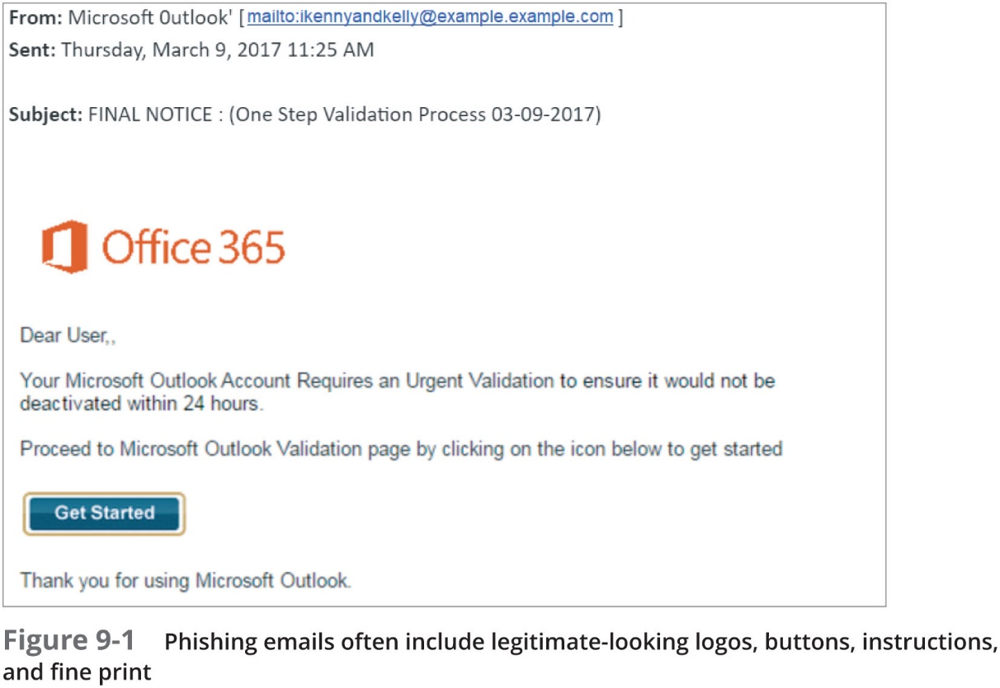 From: Microsoft 0utlook' [mailto:ikennyandkelly@example.example.com ]
Sent: Thursday, March 9, 2017 11:25 AM
Subject: FINAL NOTICE : (One Step Validation Process 03-09-2017)
Office 365
Dear User,,
Your Microsoft Outlook Account Requires an Urgent Validation to ensure it would not be
deactivated within 24 hours.
Proceed to Microsoft Outlook Validation page by clicking on the icon below to get started
Get Started
Thank you for using Microsoft Outlook.
Figure 9-1 Phishing emails often include legitimate-looking logos, buttons, instructions,
and fine print